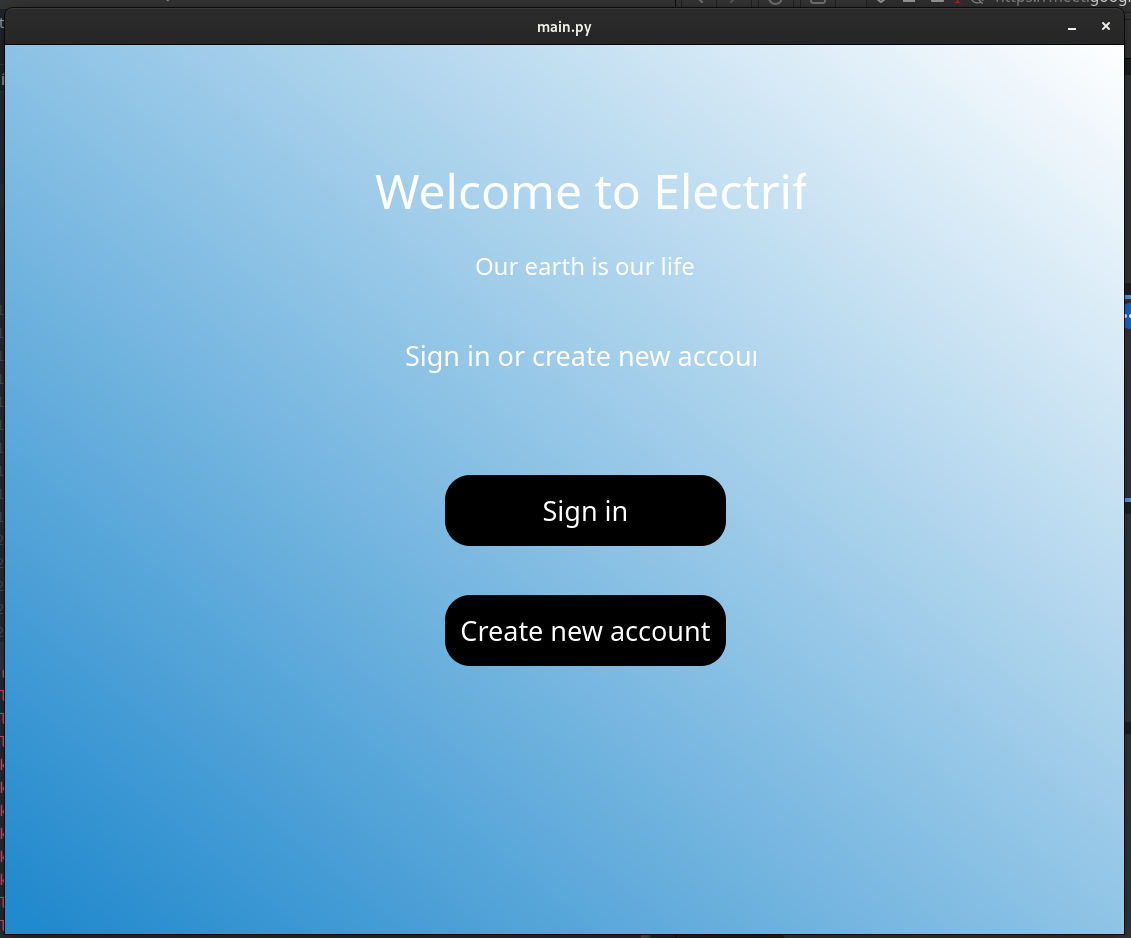 main.py
Welcome to Electrif
Our earth is our life
Sign in or create new accou
Sign in
Create new account